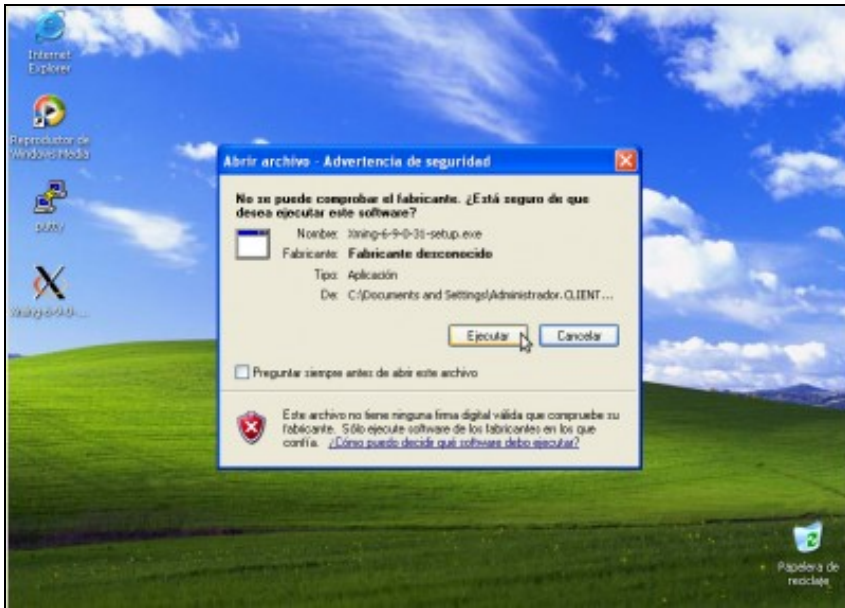 Internet
Explorer
Reproductor de
Windows Media
putty
Xming-6-9-0-...
Abrir archivo - Advertencia de seguridad
No se puede comprobar el fabricante. ¿Está seguro de que
desea ejecutar este software?
Nombre: Xming-6-9-0-31-setup.exe
Fabricante: Fabricante desconocido
Tipo: Aplicación
De: C:\Documents and Settings\Administrador.CLIENT...
Ejecutar
Cancelar
Preguntar siempre antes de abrir este archivo
Este archivo no tiene ninguna firma digital válida que compruebe su
fabricante. Sólo ejecute software de los fabricantes en los que
confía. ¿Cómo puedo decidir qué software debo ejecutar?
Papelera de
reciclaje